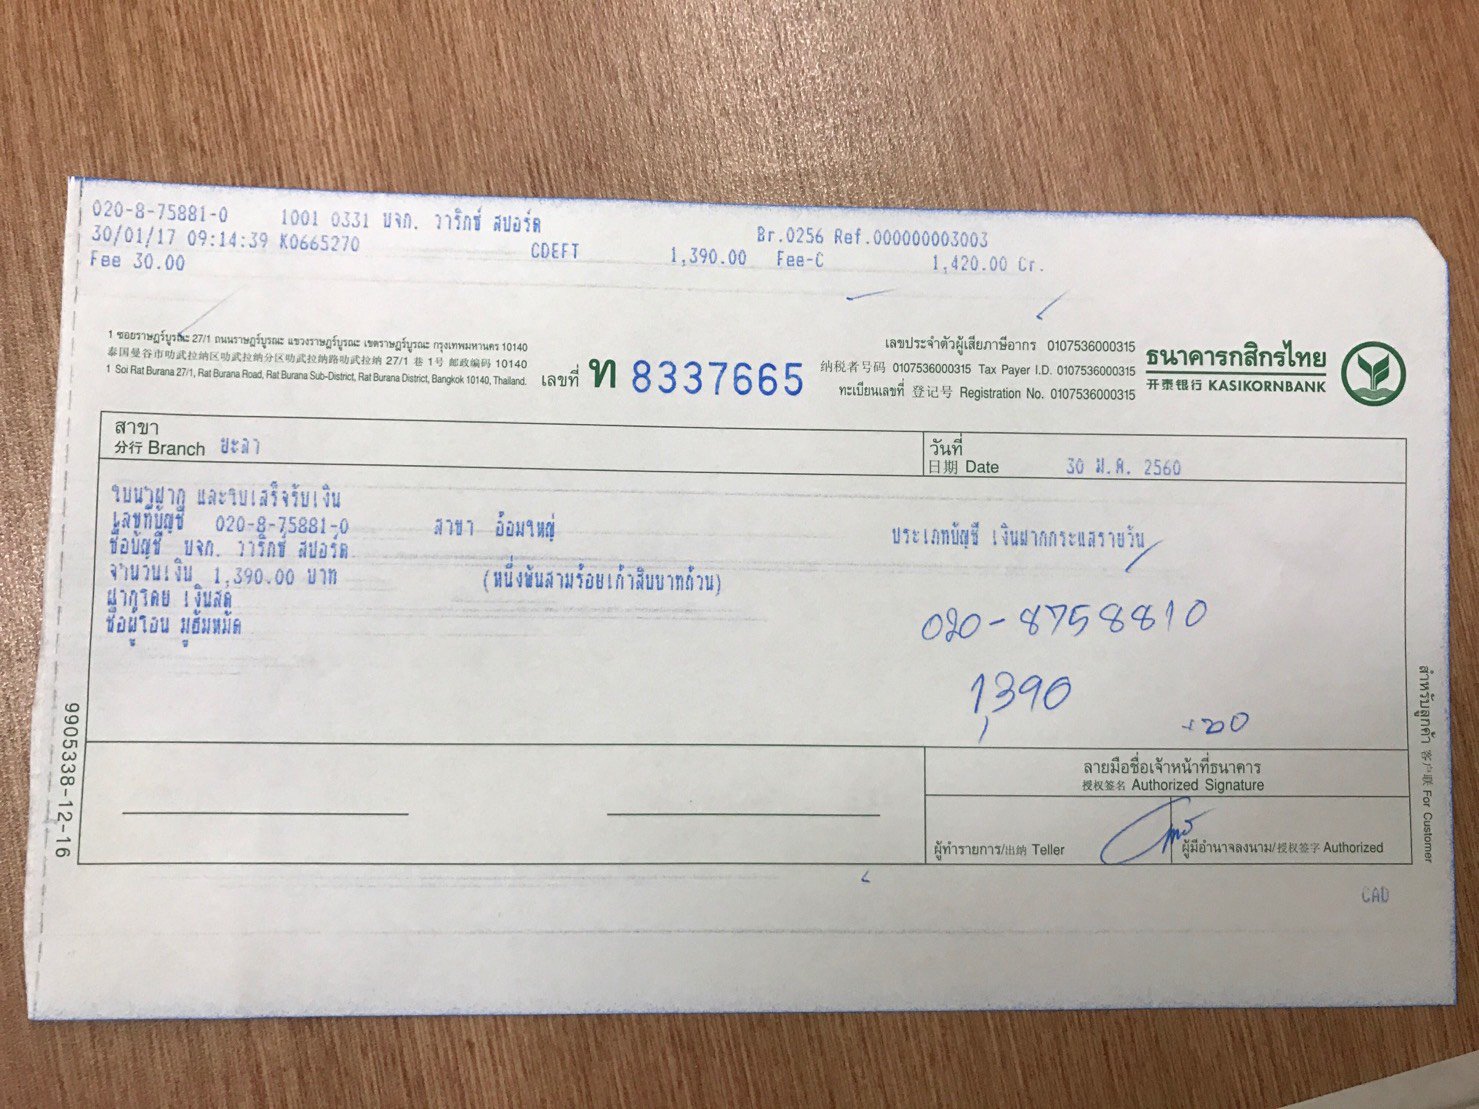 020-8-75881-0 1001 0331 บจก. วาริกซ์ สปอร์ต
30/01/17 09:14:39 K0665270 Br.0256 Ref.000000003003
Fee 30.00 CDEFT 1,390.00 Fee-C 1,420.00 Cr.
1 ซอยราษฎร์บูรณะ 27/1 ถนนราษฎร์บูรณะ แขวงราษฎร์บูรณะ เขตราษฎร์บูรณะ กรุงเทพมหานคร 10140
泰国曼谷市叻武拉纳区叻武拉纳分区叻武拉纳路叻武拉纳 27/1 巷 1号 邮政编码 10140
1 Soi Rat Burana 27/1, Rat Burana Road, Rat Burana Sub-District, Rat Burana District, Bangkok 10140, Thailand.
เลขที่ ท 8337665
เลขประจำตัวผู้เสียภาษีอากร 0107536000315
纳税者号码 0107536000315 Tax Payer I.D. 0107536000315
ทะเบียนเลขที่ 登记号 Registration No. 0107536000315
ธนาคารกสิกรไทย
开泰银行 KASIKORNBANK
สาขา
分行 Branch ยะลา
วันที่
日期 Date 30 ม.ค. 2560
ใบนำฝาก และใบเสร็จรับเงิน
เลขที่บัญชี 020-8-75881-0 สาขา อ้อมใหญ่ ประเภทบัญชี เงินฝากกระแสรายวัน
ชื่อบัญชี บจก. วาริกซ์ สปอร์ต
จำนวนเงิน 1,390.00 บาท (หนึ่งพันสามร้อยเก้าสิบบาทถ้วน)
ฝากโดย เงินสด
ชื่อผู้โอน มูฮัมหมัด
020-8758810
1,390
ลายมือชื่อเจ้าหน้าที่ธนาคาร
授权签名 Authorized Signature
ผู้ทำรายการ/出纳 Teller
ผู้มีอำนาจลงนาม/授权签字 Authorized
สำหรับลูกค้า 客户联 For Customer
9905338-12-16
CAD